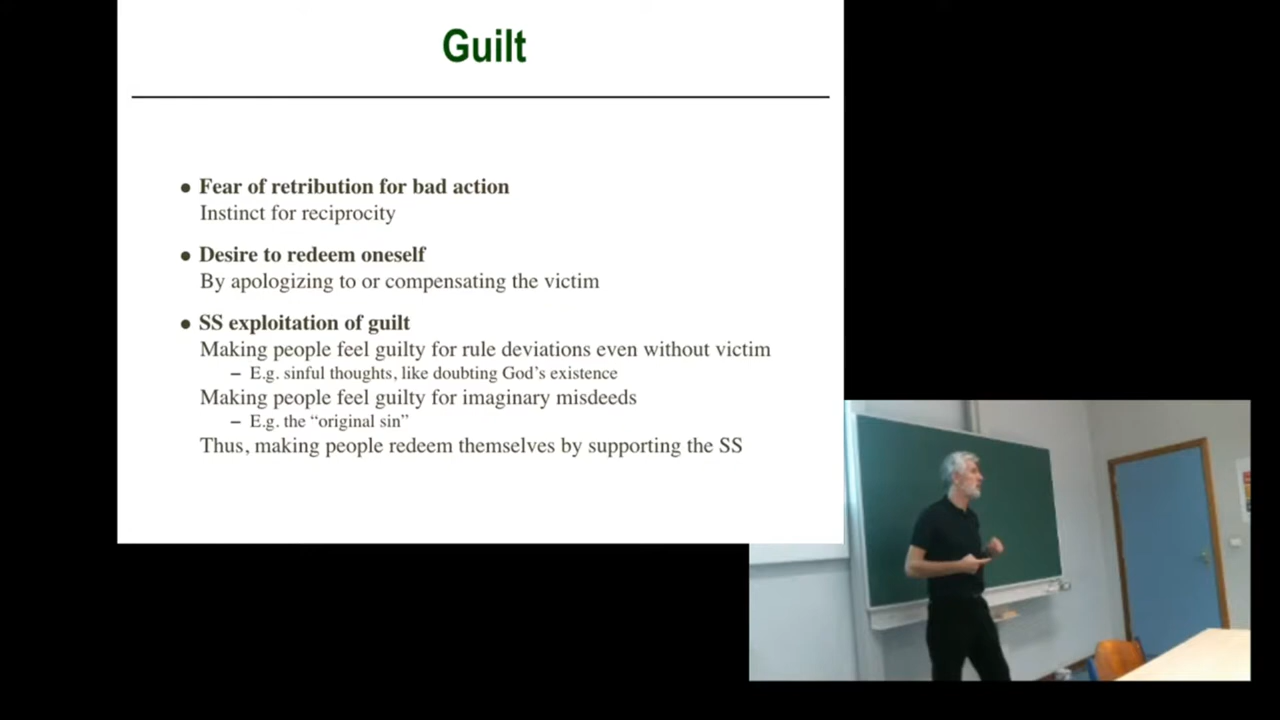 Guilt
● Fear of retribution for bad action
Instinct for reciprocity
● Desire to redeem oneself
By apologizing to or compensating the victim
● SS exploitation of guilt
Making people feel guilty for rule deviations even without victim
– E.g. sinful thoughts, like doubting God’s existence
Making people feel guilty for imaginary misdeeds
– E.g. the “original sin”
Thus, making people redeem themselves by supporting the SS